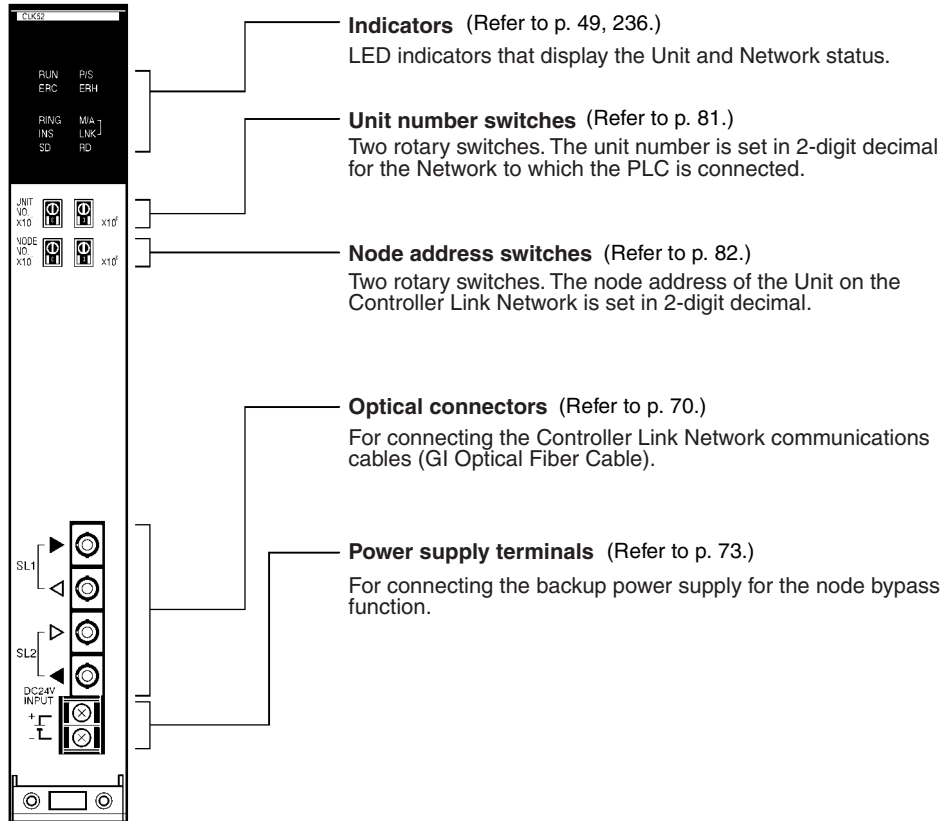 CLK52
RUN P/S
ERC ERH
RING M/A
INS LNK
SD RD
UNIT
NO.
X10 X10⁰
NODE
NO.
X10 X10⁰
SL1
SL2
DC24V
INPUT
+
-
Indicators (Refer to p. 49, 236.)
LED indicators that display the Unit and Network status.
Unit number switches (Refer to p. 81.)
Two rotary switches. The unit number is set in 2-digit decimal
for the Network to which the PLC is connected.
Node address switches (Refer to p. 82.)
Two rotary switches. The node address of the Unit on the
Controller Link Network is set in 2-digit decimal.
Optical connectors (Refer to p. 70.)
For connecting the Controller Link Network communications
cables (GI Optical Fiber Cable).
Power supply terminals (Refer to p. 73.)
For connecting the backup power supply for the node bypass
function.